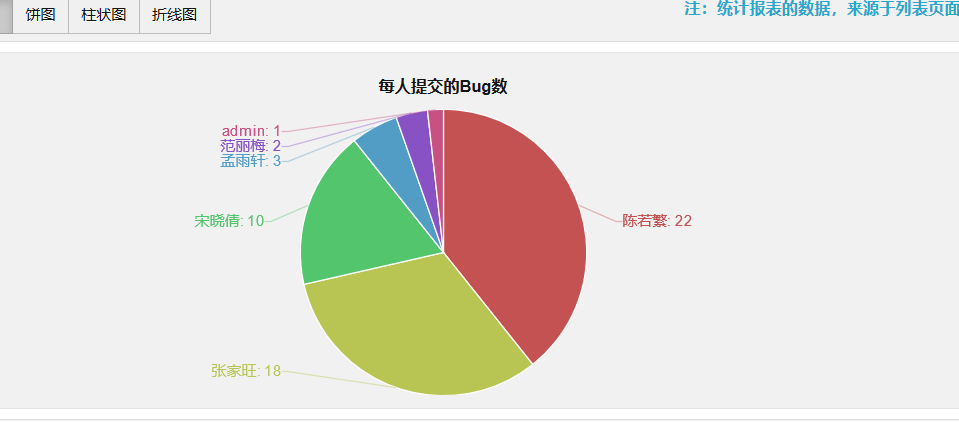 饼图
柱状图
折线图
注：统计报表的数据，来源于列表页面
每人提交的Bug数
admin: 1
范丽梅: 2
孟雨轩: 3
宋晓倩: 10
陈若繁: 22
张家旺: 18